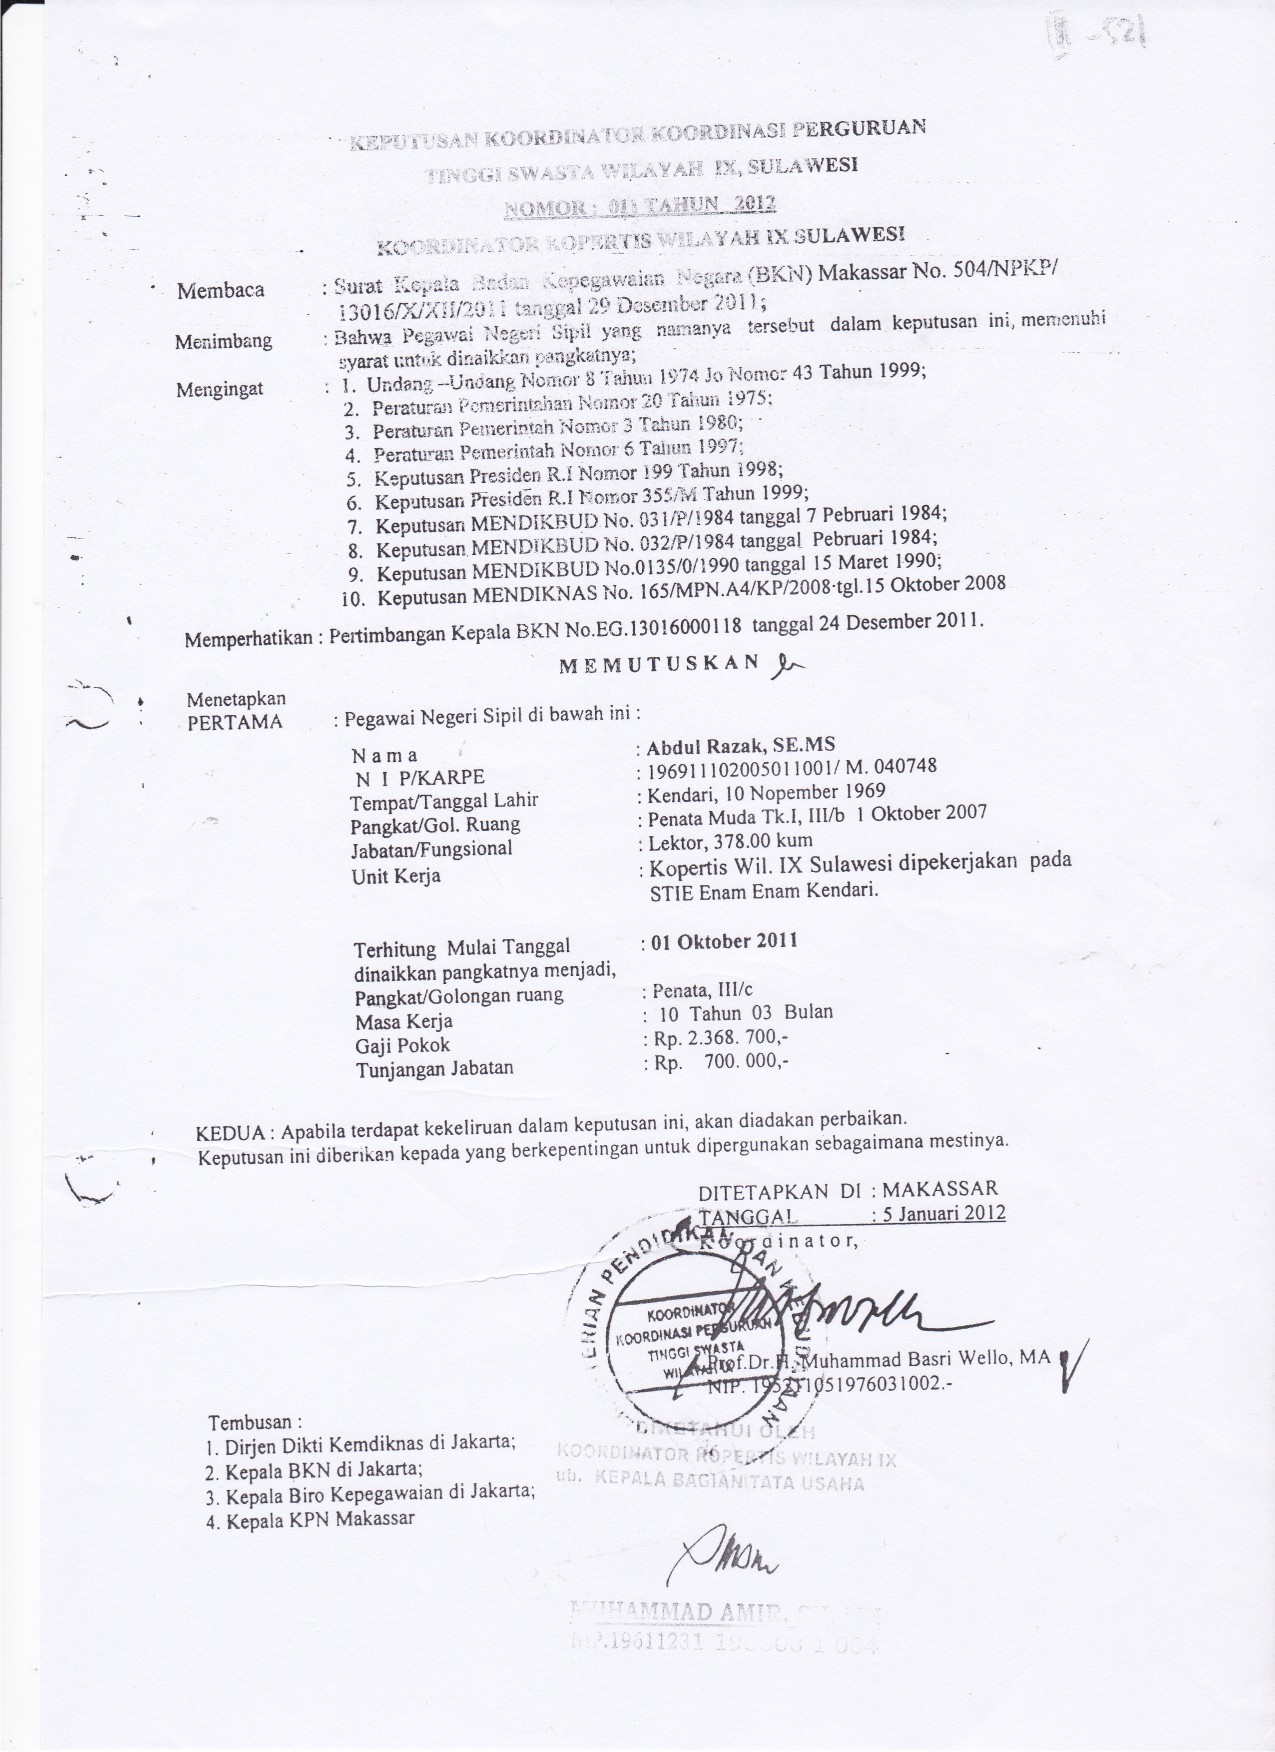 KEPUTUSAN KOORDINATOR KOORDINASI PERGURUAN
TINGGI SWASTA WILAYAH IX, SULAWESI
NOMOR : 011 TAHUN 2012
KOORDINATOR KOPERTIS WILAYAH IX SULAWESI
Membaca : Surat Kepala Badan Kepegawaian Negara (BKN) Makassar No. 504/NPKP/
13016/X/XII/2011 tanggal 29 Desember 2011;
Menimbang : Bahwa Pegawai Negeri Sipil yang namanya tersebut dalam keputusan ini, memenuhi
syarat untuk dinaikkan pangkatnya;
Mengingat : 1. Undang –Undang Nomor 8 Tahun 1974 Jo Nomor 43 Tahun 1999;
2. Peraturan Pemerintahan Nomor 20 Tahun 1975;
3. Peraturan Pemerintah Nomor 3 Tahun 1980;
4. Peraturan Pemerintah Nomor 6 Tahun 1997;
5. Keputusan Presiden R.I Nomor 199 Tahun 1998;
6. Keputusan Presiden R.I Nomor 355/M Tahun 1999;
7. Keputusan MENDIKBUD No. 031/P/1984 tanggal 7 Pebruari 1984;
8. Keputusan MENDIKBUD No. 032/P/1984 tanggal Pebruari 1984;
9. Keputusan MENDIKBUD No.0135/0/1990 tanggal 15 Maret 1990;
10. Keputusan MENDIKNAS No. 165/MPN.A4/KP/2008 tgl.15 Oktober 2008
Memperhatikan : Pertimbangan Kepala BKN No.EG.13016000118 tanggal 24 Desember 2011.
M E M U T U S K A N
Menetapkan
PERTAMA : Pegawai Negeri Sipil di bawah ini :
N a m a : Abdul Razak, SE.MS
N I P/KARPE : 196911102005011001/ M. 040748
Tempat/Tanggal Lahir : Kendari, 10 Nopember 1969
Pangkat/Gol. Ruang : Penata Muda Tk.I, III/b 1 Oktober 2007
Jabatan/Fungsional : Lektor, 378.00 kum
Unit Kerja : Kopertis Wil. IX Sulawesi dipekerjakan pada
STIE Enam Enam Kendari.
Terhitung Mulai Tanggal : 01 Oktober 2011
dinaikkan pangkatnya menjadi,
Pangkat/Golongan ruang : Penata, III/c
Masa Kerja : 10 Tahun 03 Bulan
Gaji Pokok : Rp. 2.368. 700,-
Tunjangan Jabatan : Rp. 700. 000,-
KEDUA : Apabila terdapat kekeliruan dalam keputusan ini, akan diadakan perbaikan.
Keputusan ini diberikan kepada yang berkepentingan untuk dipergunakan sebagaimana mestinya.
DITETAPKAN DI : MAKASSAR
TANGGAL : 5 Januari 2012
K o o r d i n a t o r,
ERIAN PENDIDIKAN DAN KEBUDAYAAN
KOORDINATOR
KOORDINASI PERGURUAN
TINGGI SWASTA
WILAYAH IX
Prof.Dr.H. Muhammad Basri Wello, MA
NIP. 195211051976031002.-
Tembusan :
1. Dirjen Dikti Kemdiknas di Jakarta;
2. Kepala BKN di Jakarta;
3. Kepala Biro Kepegawaian di Jakarta;
4. Kepala KPN Makassar
DIKETAHUI OLEH
KOORDINATOR KOPERTIS WILAYAH IX
ub. KEPALA BAGIAN TATA USAHA
MUHAMMAD AMIR,
NIP.19611231